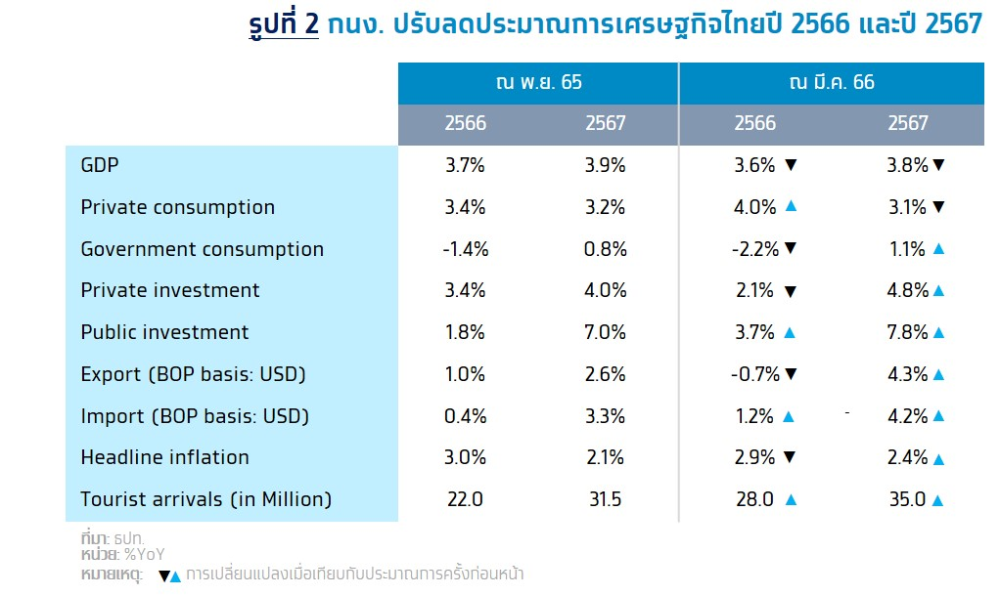 รูปที่ 2 กนง. ปรับลดประมาณการเศรษฐกิจไทยปี 2566 และปี 2567
ณ พ.ย. 65 ณ มี.ค. 66
2566 2567 2566 2567
GDP 3.7% 3.9% 3.6% ▼ 3.8% ▼
Private consumption 3.4% 3.2% 4.0% ▲ 3.1% ▼
Government consumption -1.4% 0.8% -2.2% ▼ 1.1% ▲
Private investment 3.4% 4.0% 2.1% ▼ 4.8% ▲
Public investment 1.8% 7.0% 3.7% ▲ 7.8% ▲
Export (BOP basis: USD) 1.0% 2.6% -0.7% ▼ 4.3% ▲
Import (BOP basis: USD) 0.4% 3.3% 1.2% ▲ - 4.2% ▲
Headline inflation 3.0% 2.1% 2.9% ▼ 2.4% ▲
Tourist arrivals (in Million) 22.0 31.5 28.0 ▲ 35.0 ▲
ที่มา: ธปท.
หน่วย: %YoY
หมายเหตุ: ▼▲ การเปลี่ยนแปลงเมื่อเทียบกับประมาณการครั้งก่อนหน้า